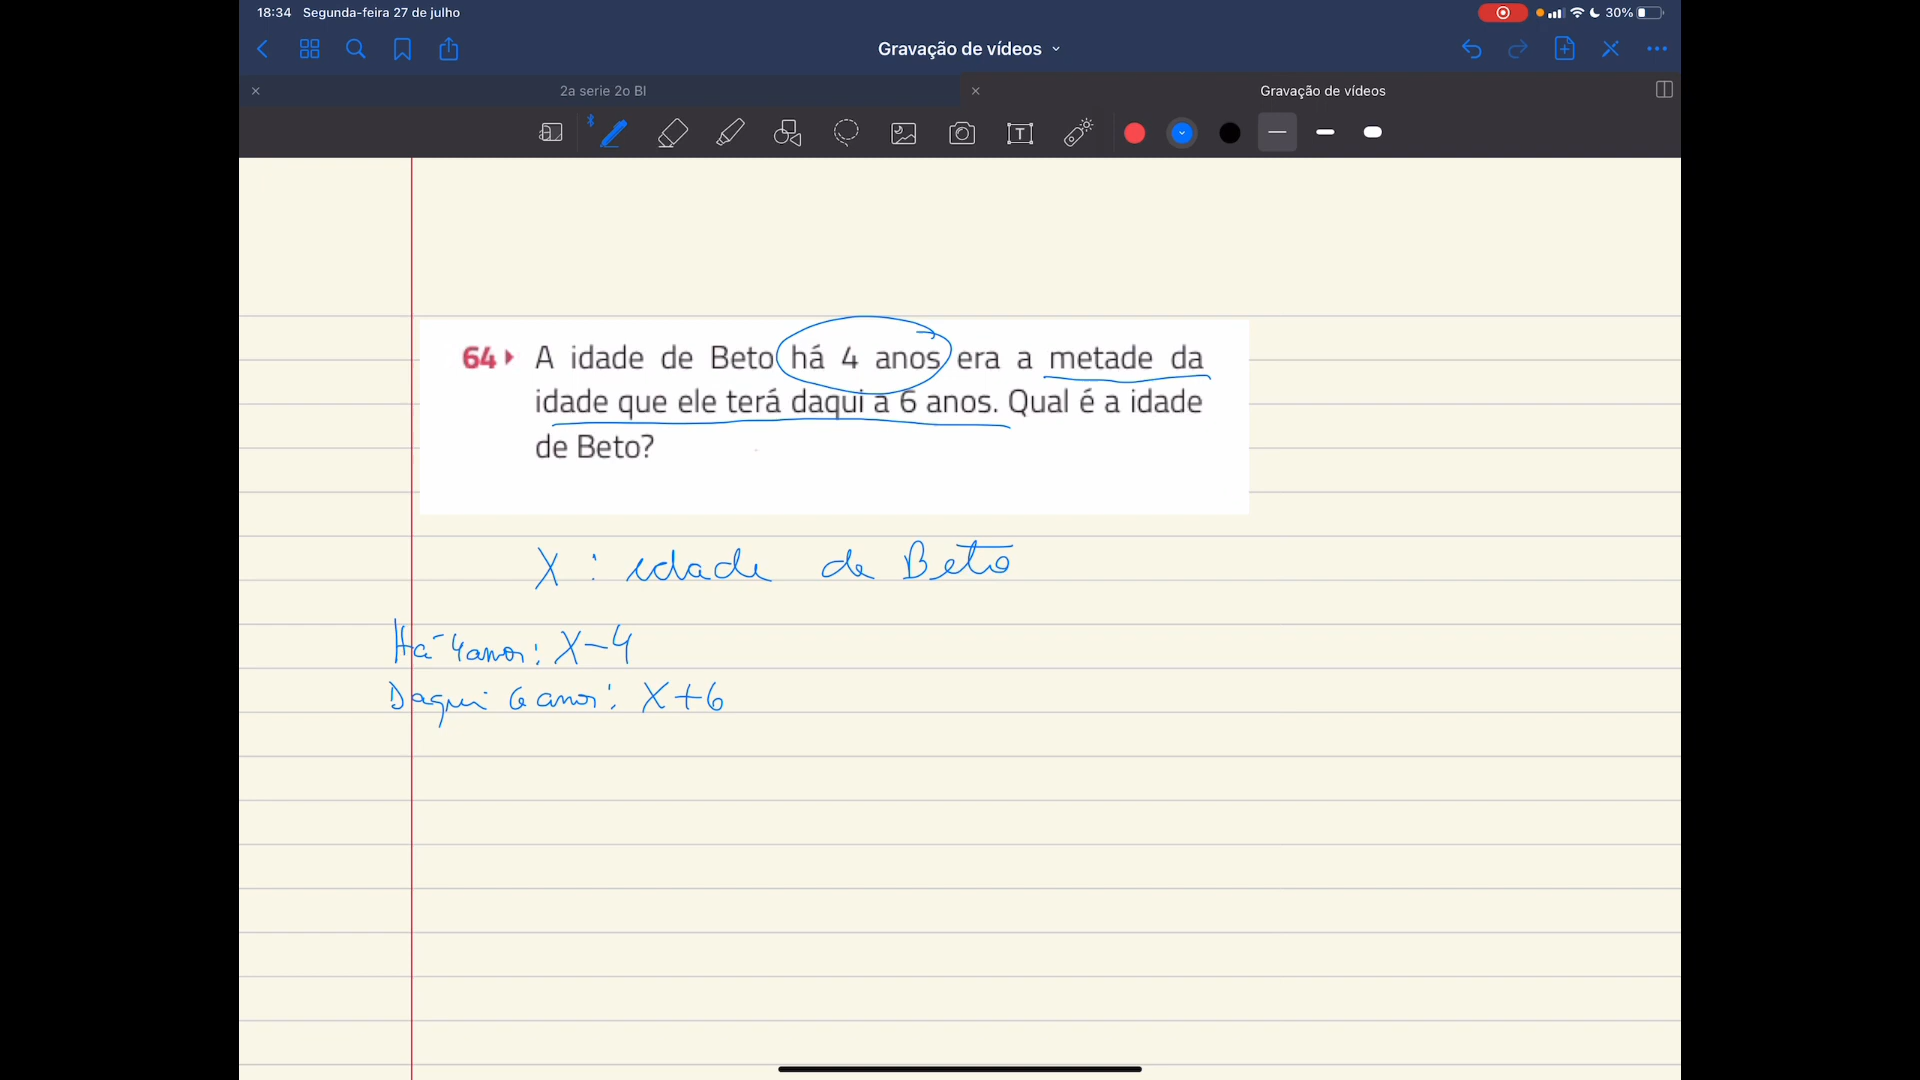 18:34 Segunda-feira 27 de julho 30%
Gravação de vídeos
2a serie 2o BI Gravação de vídeos
64 A idade de Beto há 4 anos era a metade da
idade que ele terá daqui a 6 anos. Qual é a idade
de Beto?
X : idade de Beto
Há 4 anos: X-4
Daqui 6 anos: X+6